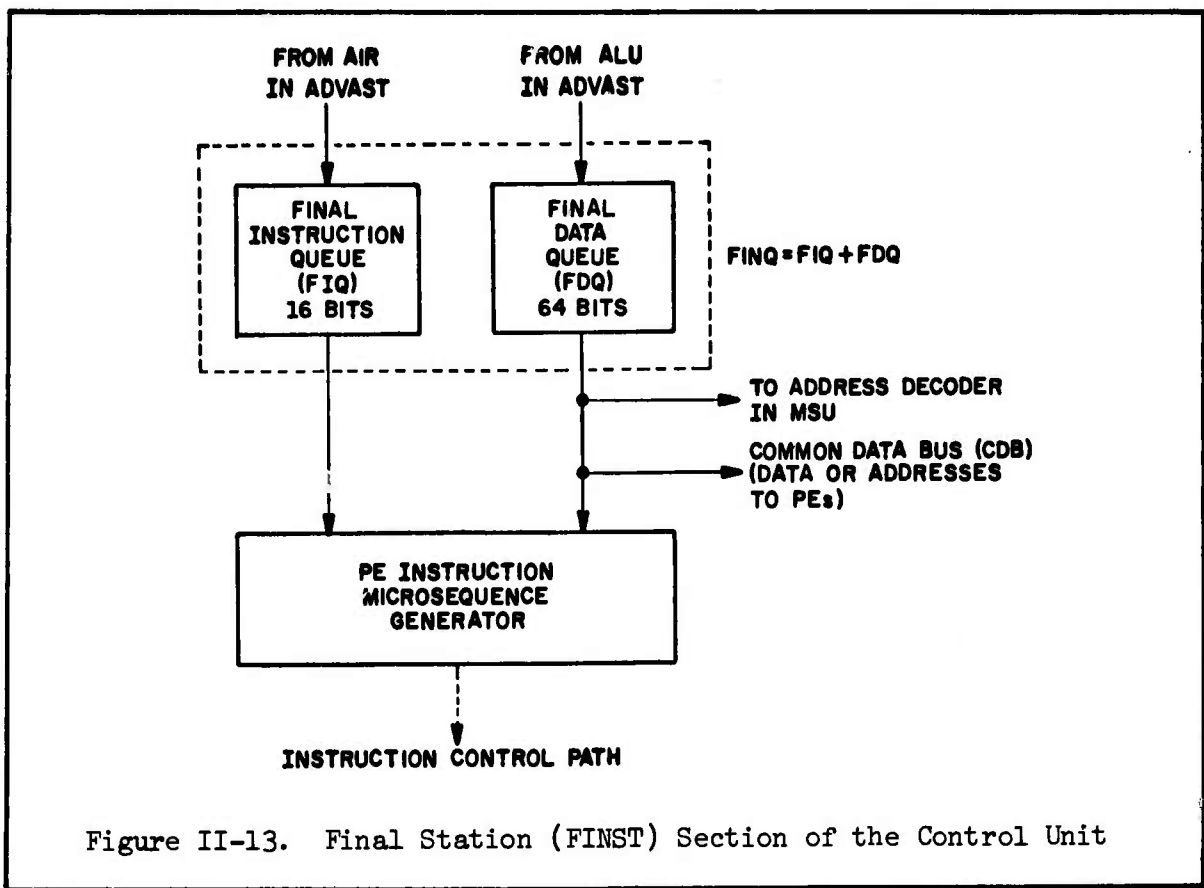 FROM AIR
IN ADVAST
FROM ALU
IN ADVAST
FINAL
INSTRUCTION
QUEUE
(FIQ)
16 BITS
FINAL
DATA
QUEUE
(FDQ)
64 BITS
FINQ=FIQ+FDQ
TO ADDRESS DECODER
IN MSU
COMMON DATA BUS (CDB)
(DATA OR ADDRESSES
TO PEs)
PE INSTRUCTION
MICROSEQUENCE
GENERATOR
INSTRUCTION CONTROL PATH
Figure II-13. Final Station (FINST) Section of the Control Unit